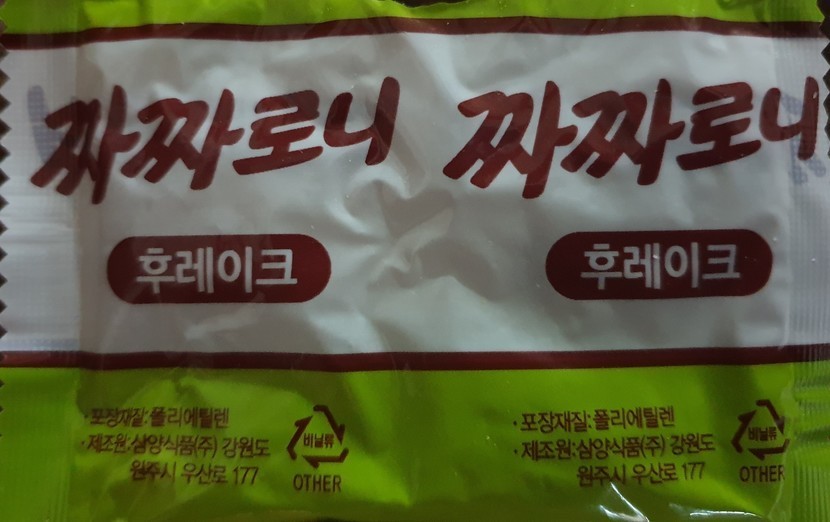 짜짜로니 짜짜로니
후레이크 후레이크
·포장재질:폴리에틸렌
·제조원:삼양식품(주) 강원도
원주시 우산로 177
비닐류
OTHER
·포장재질:폴리에틸렌
·제조원:삼양식품(주) 강원도
원주시 우산로 177
비닐류
OTHER